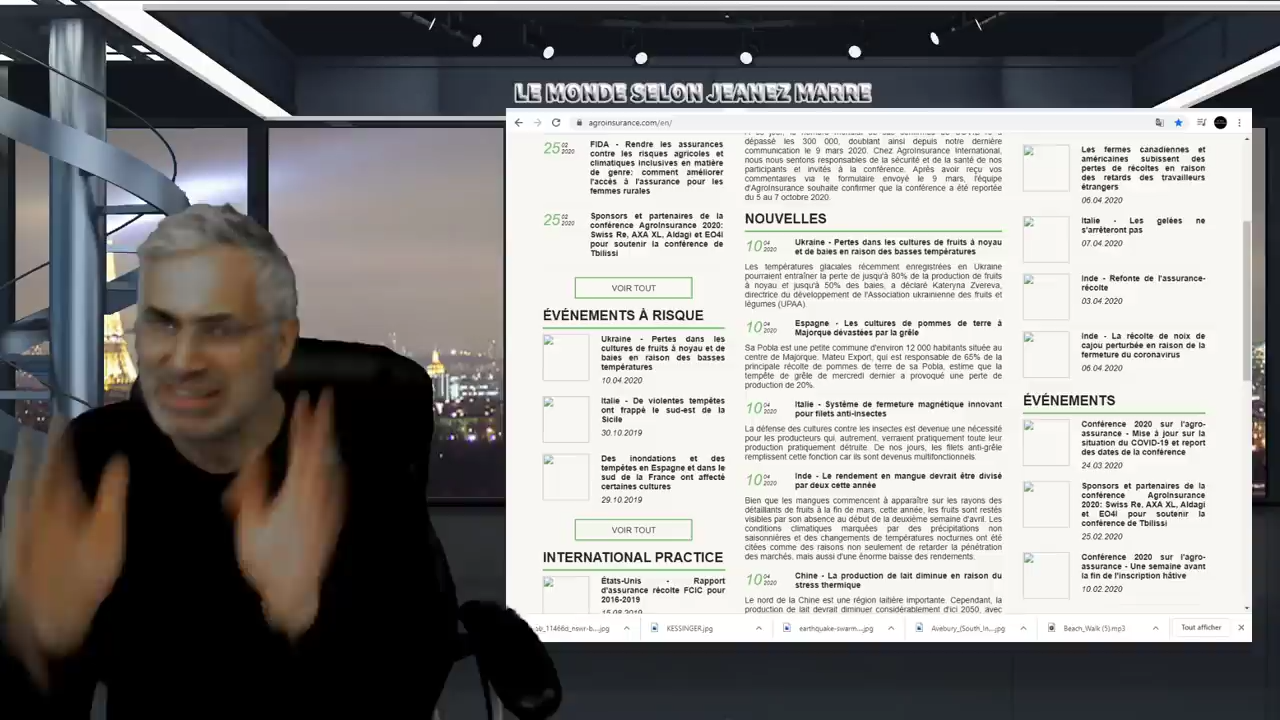 LE MONDE SELON JEANEZ MARRE
agroinsurance.com/en/
25 02 2020
FIDA - Rendre les assurances
contre les risques agricoles et
climatiques inclusives en matière
de genre: comment améliorer
l'accès à l'assurance pour les
femmes rurales
25 02 2020
Sponsors et partenaires de la
conférence AgroInsurance 2020:
Swiss Re, AXA XL, Aldagi et EO4I
pour soutenir la conférence de
Tbilissi
VOIR TOUT
ÉVÉNEMENTS À RISQUE
Ukraine - Pertes dans les
cultures de fruits à noyau et de
baies en raison des basses
températures
10.04.2020
Italie - De violentes tempêtes
ont frappé le sud-est de la
Sicile
30.10.2019
Des inondations et des
tempêtes en Espagne et dans le
sud de la France ont affecté
certaines cultures
29.10.2019
VOIR TOUT
INTERNATIONAL PRACTICE
États-Unis - Rapport
d'assurance récolte FCIC pour
2016-2019
15.08.2019
dépassé les 300 000, doublant ainsi depuis notre dernière
communication le 9 mars 2020. Chez AgroInsurance International,
nous nous sentons responsables de la sécurité et de la santé de nos
participants et invités à la conférence. Après avoir reçu vos
commentaires via le formulaire envoyé le 9 mars, l'équipe
d'AgroInsurance souhaite confirmer que la conférence a été reportée
du 5 au 7 octobre 2020.
NOUVELLES
10 04 2020
Ukraine - Pertes dans les cultures de fruits à noyau
et de baies en raison des basses températures
Les températures glaciales récemment enregistrées en Ukraine
pourraient entraîner la perte de jusqu'à 80% de la production de fruits
à noyau et jusqu'à 50% des baies, a déclaré Kateryna Zvereva,
directrice du développement de l'Association ukrainienne des fruits et
légumes (UPAA).
10 04 2020
Espagne - Les cultures de pommes de terre à
Majorque dévastées par la grêle
Sa Pobla est une petite commune d'environ 12 000 habitants située au
centre de Majorque. Mateu Export, qui est responsable de 65% de la
principale récolte de pommes de terre de sa Pobla, estime que la
tempête de grêle de mercredi dernier a provoqué une perte de
production de 20%.
10 04 2020
Italie - Système de fermeture magnétique innovant
pour filets anti-insectes
La défense des cultures contre les insectes est devenue une nécessité
pour les producteurs qui, autrement, verraient pratiquement toute leur
production pratiquement détruite. De nos jours, les filets anti-grêle
remplissent cette fonction car ils sont devenus multifonctionnels.
10 04 2020
Inde - Le rendement en mangue devrait être divisé
par deux cette année
Bien que les mangues commencent à apparaître sur les rayons des
détaillants de fruits à la fin de mars, cette année, les fruits sont restés
visibles par son absence au début de la deuxième semaine d'avril. Les
conditions climatiques marquées par des précipitations non
saisonnières et des changements de températures nocturnes ont été
citées comme des raisons non seulement de retarder la pénétration
des marchés, mais aussi d'une énorme baisse des rendements.
10 04 2020
Chine - La production de lait diminue en raison du
stress thermique
Le nord de la Chine est une région laitière importante. Cependant, la
production de lait devrait diminuer considérablement d'ici 2050, avec
Les fermes canadiennes et
américaines subissent des
pertes de récoltes en raison
des retards des travailleurs
étrangers
06.04.2020
Italie - Les gelées ne
s'arrêteront pas
07.04.2020
Inde - Refonte de l'assurance-
récolte
03.04.2020
Inde - La récolte de noix de
cajou perturbée en raison de la
fermeture du coronavirus
06.04.2020
ÉVÉNEMENTS
Conférence 2020 sur l'agro-
assurance - Mise à jour sur la
situation du COVID-19 et report
des dates de la conférence
24.03.2020
Sponsors et partenaires de la
conférence AgroInsurance
2020: Swiss Re, AXA XL, Aldagi
et EO4I pour soutenir la
conférence de Tbilissi
25.02.2020
Conférence 2020 sur l'agro-
assurance - Une semaine avant
la fin de l'inscription hâtive
10.02.2020
_11466d_nswr-b....jpg
KESSINGER.jpg
earthquake-swarm....jpg
Avebury_(South_In....jpg
Beach_Walk (5).mp3
Tout afficher